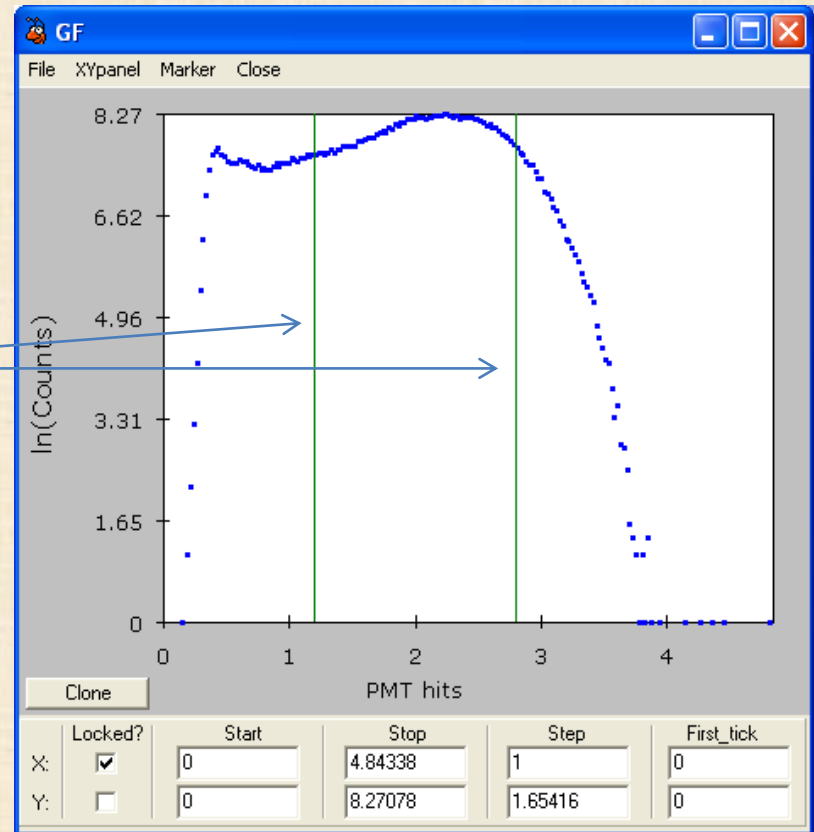 GF
File XYpanel Marker Close
8.27
6.62
4.96
3.31
1.65
0
ln(Counts)
0 1 2 3 4
PMT hits
Clone
Locked? Start Stop Step First_tick
X: 0 4.84338 1 0
Y: 0 8.27078 1.65416 0